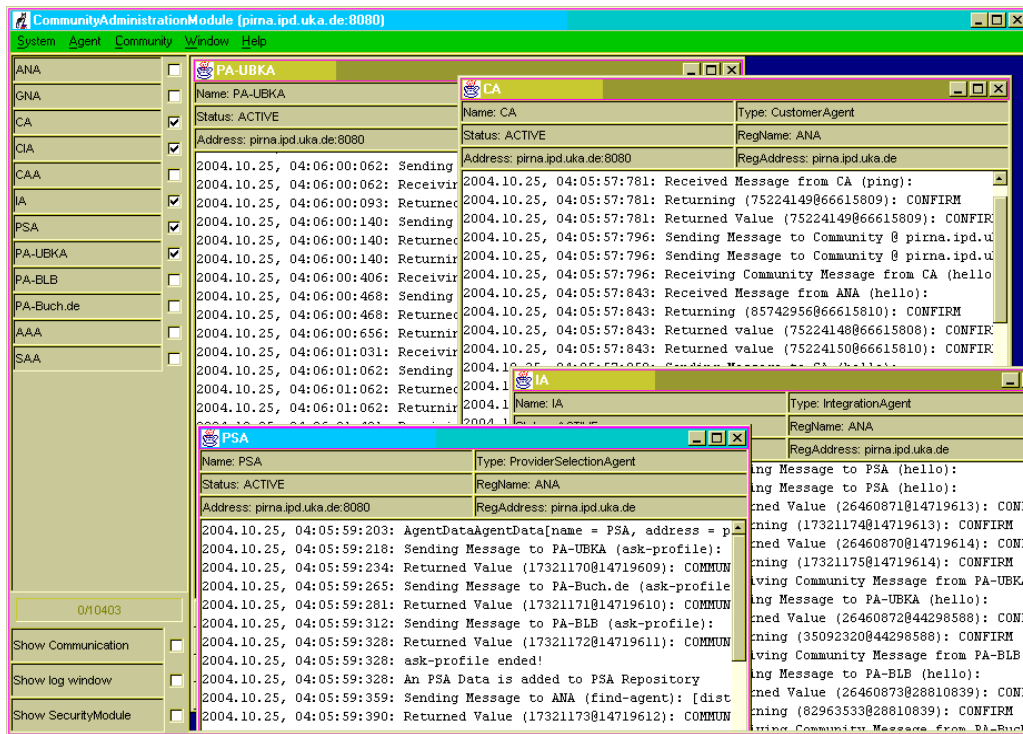 CommunityAdministrationModule (pirna.ipd.uka.de:8080)
System Agent Community Window Help
ANA
GNA
CA
CIA
CAA
IA
PSA
PA-UBKA
PA-BLB
PA-Buch.de
AAA
SAA
0/10403
Show Communication
Show log window
Show SecurityModule
PA-UBKA
Name: PA-UBKA
Status: ACTIVE
Address: pirna.ipd.uka.de:8080
2004.10.25, 04:06:00:062: Sending
2004.10.25, 04:06:00:062: Receivin
2004.10.25, 04:06:00:093: Returned
2004.10.25, 04:06:00:140: Sending
2004.10.25, 04:06:00:140: Returned
2004.10.25, 04:06:00:140: Returnin
2004.10.25, 04:06:00:406: Receivin
2004.10.25, 04:06:00:468: Sending
2004.10.25, 04:06:00:468: Returned
2004.10.25, 04:06:00:656: Returnin
2004.10.25, 04:06:01:031: Receivin
2004.10.25, 04:06:01:062: Sending
2004.10.25, 04:06:01:062: Returned
2004.10.25, 04:06:01:062: Returnin
CA
Name: CA Type: CustomerAgent
Status: ACTIVE RegName: ANA
Address: pirna.ipd.uka.de:8080 RegAddress: pirna.ipd.uka.de
2004.10.25, 04:05:57:781: Received Message from CA (ping):
2004.10.25, 04:05:57:781: Returning (75224149@66615809): CONFIRM
2004.10.25, 04:05:57:781: Returned Value (75224149@66615809): CONFIR
2004.10.25, 04:05:57:796: Sending Message to Community @ pirna.ipd.u
2004.10.25, 04:05:57:796: Sending Message to Community @ pirna.ipd.u
2004.10.25, 04:05:57:796: Receiving Community Message from CA (hello
2004.10.25, 04:05:57:843: Received Message from ANA (hello):
2004.10.25, 04:05:57:843: Returning (85742956@66615810): CONFIRM
2004.10.25, 04:05:57:843: Returned value (75224148@66615808): CONFIR
2004.10.25, 04:05:57:843: Returned value (75224150@66615810): CONFIR
2004.1
2004.1
IA
Name: IA Type: IntegrationAgent
RegName: ANA
RegAddress: pirna.ipd.uka.de
ing Message to PSA (hello):
ing Message to PSA (hello):
rned Value (26460871@14719613): CON
rning (17321174@14719613): CONFIRM
rned Value (26460870@14719614): CON
rning (17321175@14719614): CONFIRM
iving Community Message from PA-UBK
ing Message to PA-UBKA (hello):
rned Value (26460872@44298588): CON
rning (35092320@44298588): CONFIRM
iving Community Message from PA-BLB
ing Message to PA-BLB (hello):
rned Value (26460873@28810839): CON
rning (82963533@28810839): CONFIRM
PSA
Name: PSA Type: ProviderSelectionAgent
Status: ACTIVE RegName: ANA
Address: pirna.ipd.uka.de:8080 RegAddress: pirna.ipd.uka.de
2004.10.25, 04:05:59:203: AgentDataAgentData[name = PSA, address = p
2004.10.25, 04:05:59:218: Sending Message to PA-UBKA (ask-profile):
2004.10.25, 04:05:59:234: Returned Value (17321170@14719609): COMMUN
2004.10.25, 04:05:59:265: Sending Message to PA-Buch.de (ask-profile
2004.10.25, 04:05:59:281: Returned Value (17321171@14719610): COMMUN
2004.10.25, 04:05:59:312: Sending Message to PA-BLB (ask-profile):
2004.10.25, 04:05:59:328: Returned Value (17321172@14719611): COMMUN
2004.10.25, 04:05:59:328: ask-profile ended!
2004.10.25, 04:05:59:328: An PSA Data is added to PSA Repository
2004.10.25, 04:05:59:359: Sending Message to ANA (find-agent): [dist
2004.10.25, 04:05:59:390: Returned Value (17321173@14719612): COMMUN